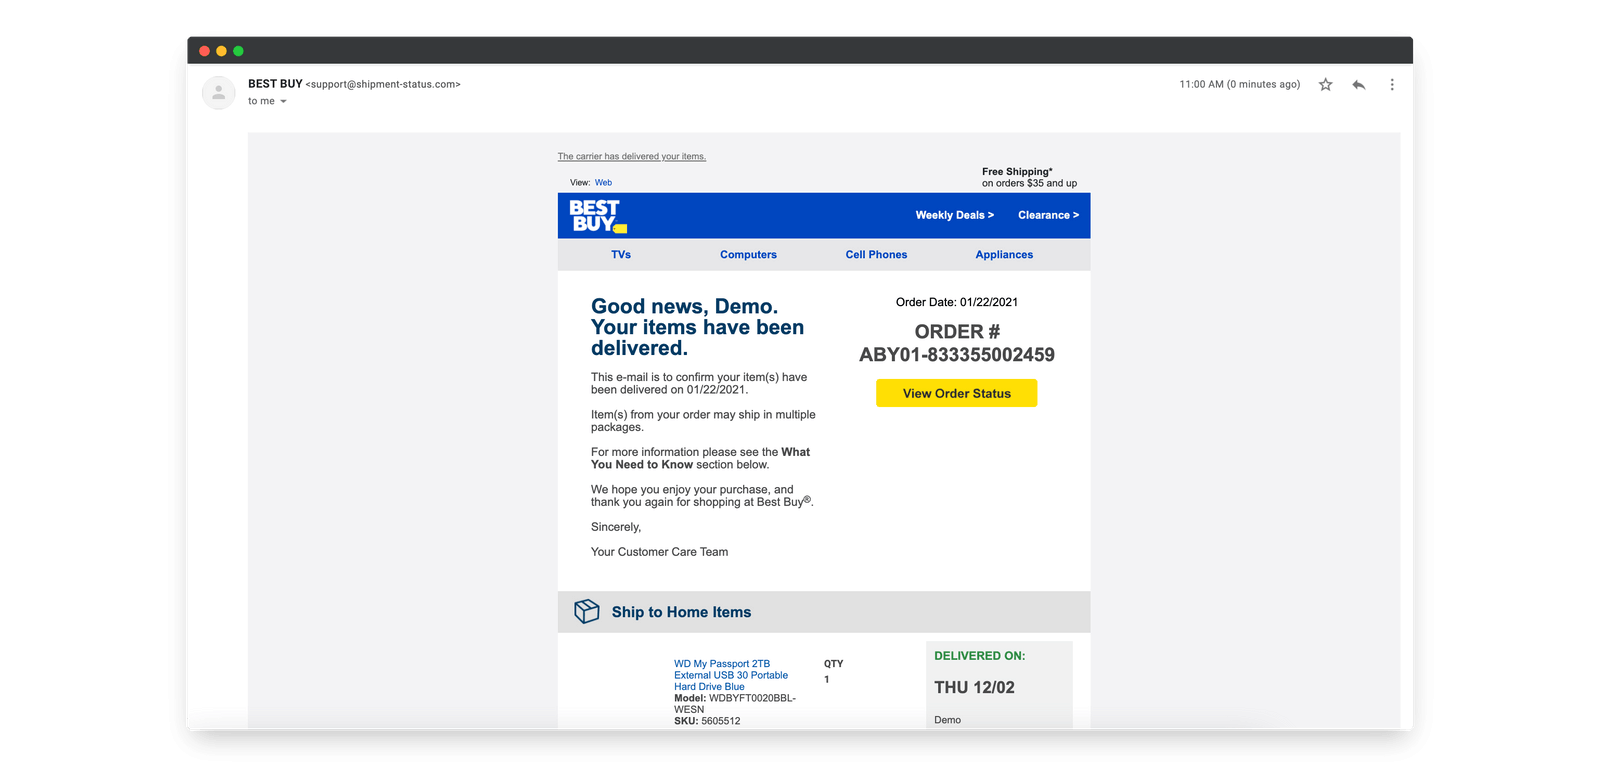 BEST BUY <support@shipment-status.com>
11:00 AM (0 minutes ago)
to me
The carrier has delivered your items.
Free Shipping*
on orders $35 and up
View: Web
BEST
BUY
Weekly Deals >
Clearance >
TVs
Computers
Cell Phones
Appliances
Good news, Demo.
Your items have been
delivered.
This e-mail is to confirm your item(s) have
been delivered on 01/22/2021.
Item(s) from your order may ship in multiple
packages.
For more information please see the What
You Need to Know section below.
We hope you enjoy your purchase, and
thank you again for shopping at Best Buy®.
Sincerely,
Your Customer Care Team
Order Date: 01/22/2021
ORDER #
ABY01-833355002459
View Order Status
Ship to Home Items
WD My Passport 2TB
External USB 30 Portable
Hard Drive Blue
Model: WDBYFT0020BBL-
WESN
SKU: 5605512
QTY
1
DELIVERED ON:
THU 12/02
Demo